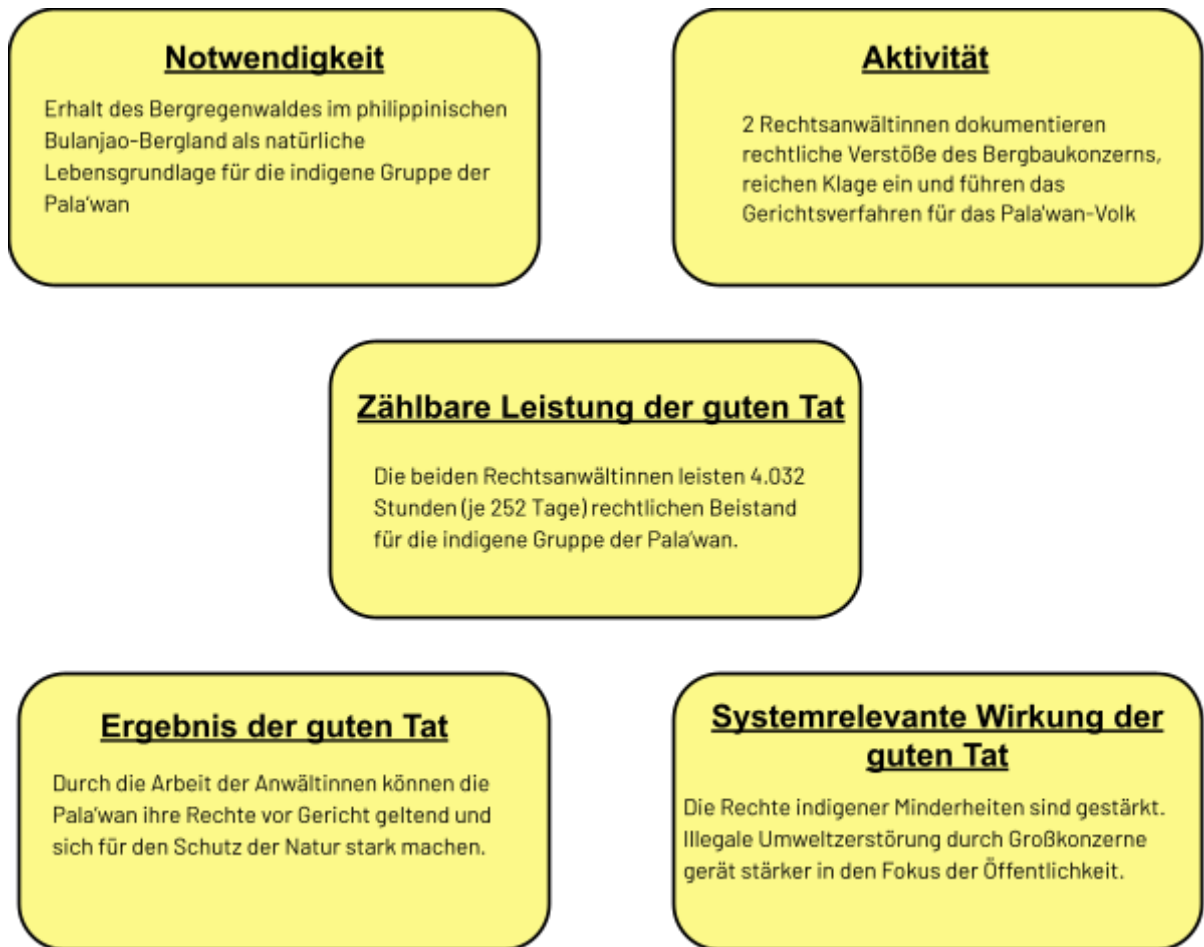 Notwendigkeit
Erhalt des Bergregenwaldes im philippinischen
Bulanjao-Bergland als natürliche
Lebensgrundlage für die indigene Gruppe der
Pala’wan
Aktivität
2 Rechtsanwältinnen dokumentieren
rechtliche Verstöße des Bergbaukonzerns,
reichen Klage ein und führen das
Gerichtsverfahren für das Pala'wan-Volk
Zählbare Leistung der guten Tat
Die beiden Rechtsanwältinnen leisten 4.032
Stunden (je 252 Tage) rechtlichen Beistand
für die indigene Gruppe der Pala’wan.
Ergebnis der guten Tat
Durch die Arbeit der Anwältinnen können die
Pala’wan ihre Rechte vor Gericht geltend und
sich für den Schutz der Natur stark machen.
Systemrelevante Wirkung der
guten Tat
Die Rechte indigener Minderheiten sind gestärkt.
Illegale Umweltzerstörung durch Großkonzerne
gerät stärker in den Fokus der Öffentlichkeit.